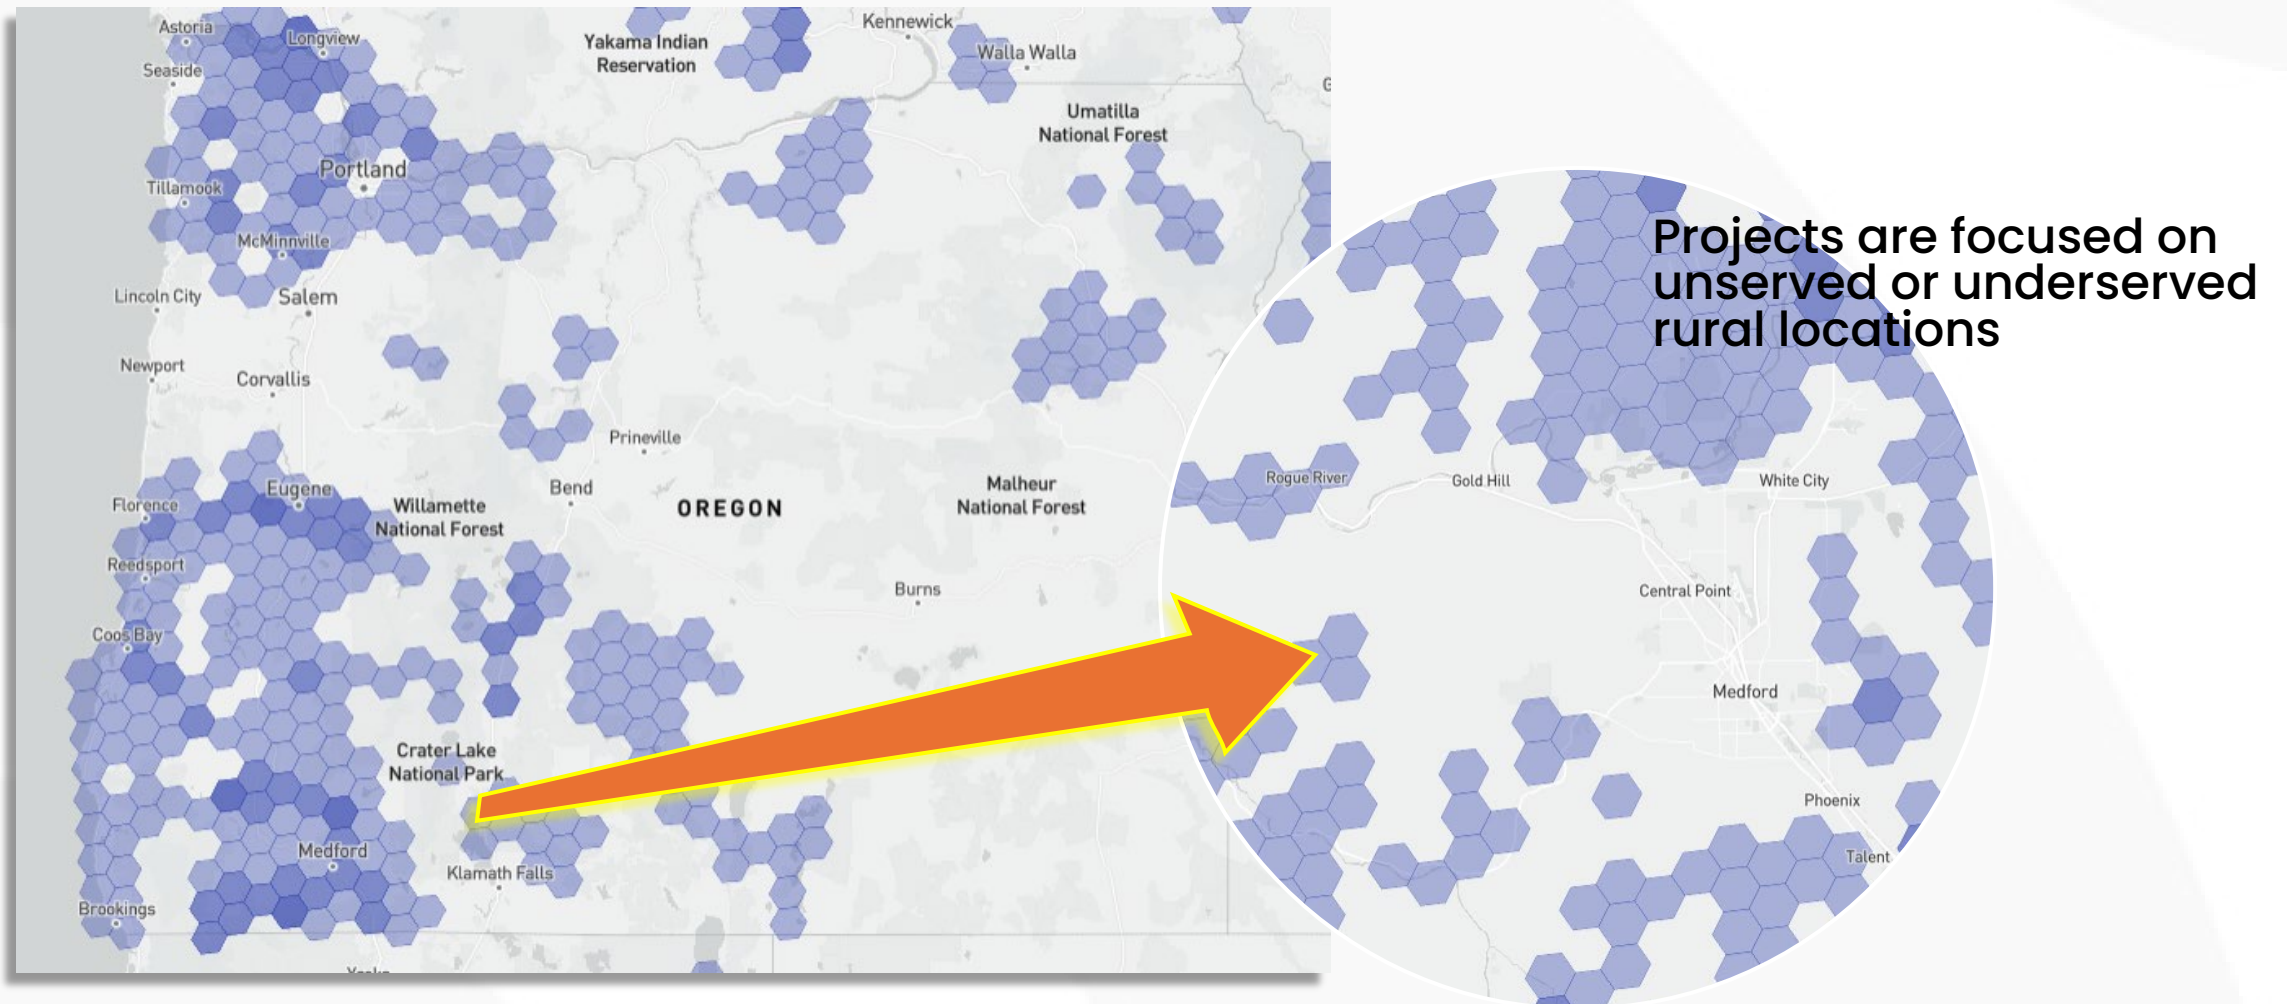 Astoria
Longview
Seaside
Yakama Indian
Reservation
Kennewick
Walla Walla
Umatilla
National Forest
Portland
Tillamook
McMinnville
Lincoln City
Salem
Newport
Corvallis
Prineville
Eugene
Florence
Willamette
National Forest
Bend
OREGON
Malheur
National Forest
Reedsport
Burns
Coos Bay
Crater Lake
National Park
Medford
Klamath Falls
Brookings
Projects are focused on
unserved or underserved
rural locations
Rogue River
Gold Hill
White City
Central Point
Medford
Phoenix
Talent